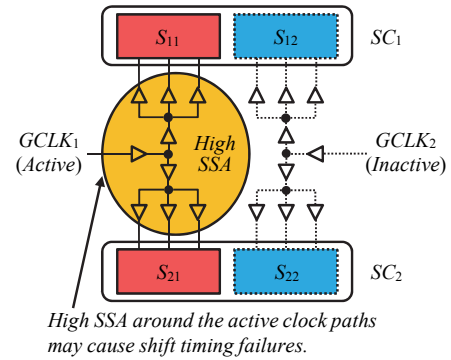 S11 S12 SC1
GCLK1 High GCLK2
(Active) SSA (Inactive)
S21 S22 SC2
High SSA around the active clock paths
may cause shift timing failures.